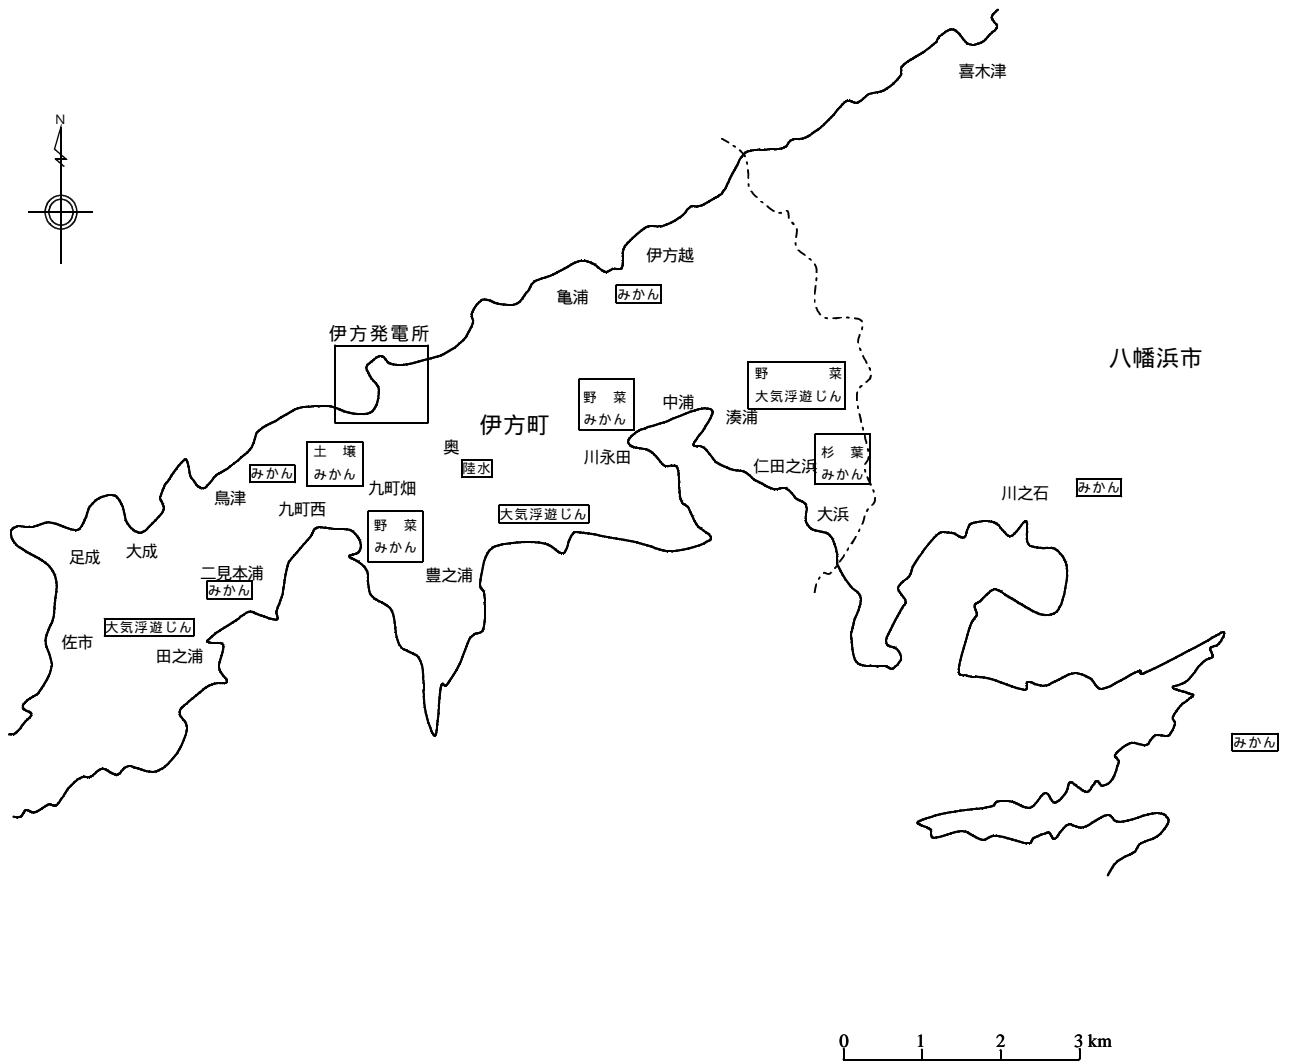 喜木津
N
伊方越
亀浦
みかん
伊方発電所
八幡浜市
野 菜
大気浮遊じん
野 菜
みかん
中浦
湊浦
伊方町
奥
陸水
川永田
仁田之浜
杉 葉
みかん
土 壌
みかん
みかん
鳥津
九町西
九町畑
川之石
みかん
大気浮遊じん
大浜
野 菜
みかん
足成
大成
二見本浦
みかん
豊之浦
大気浮遊じん
佐市
田之浦
みかん
0 1 2 3 km